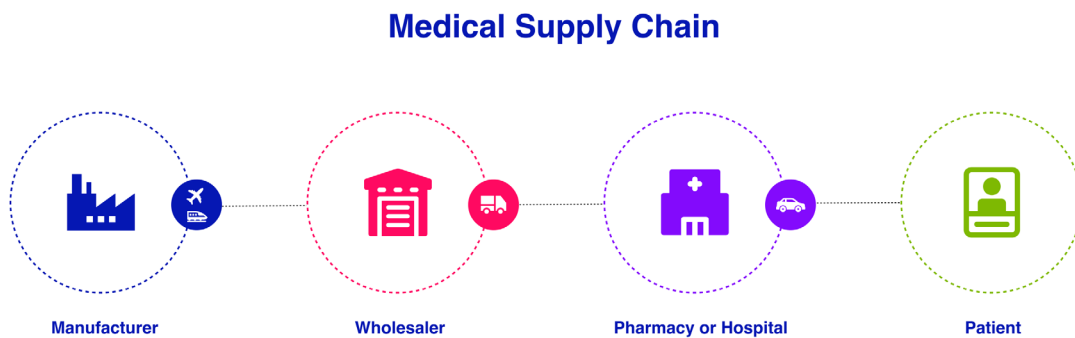 Medical Supply Chain
Manufacturer
Wholesaler
Pharmacy or Hospital
Patient